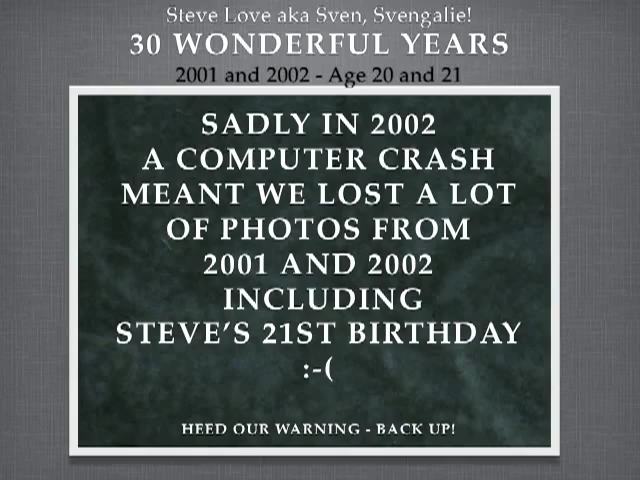 Steve Love aka Sven, Svengalie!
30 WONDERFUL YEARS
2001 and 2002 - Age 20 and 21
SADLY IN 2002
A COMPUTER CRASH
MEANT WE LOST A LOT
OF PHOTOS FROM
2001 AND 2002
INCLUDING
STEVE'S 21ST BIRTHDAY
:-(
HEED OUR WARNING - BACK UP!